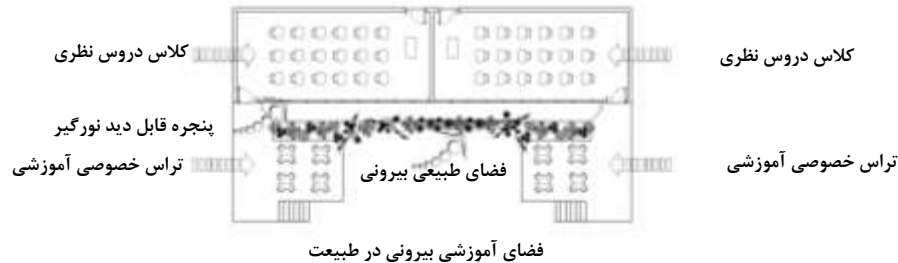 کلاس دروس نظری
کلاس دروس نظری
پنجره قابل دید نورگیر
تراس خصوصی آموزشی
فضای طبیعی بیرونی
تراس خصوصی آموزشی
فضای آموزشی بیرونی در طبیعت